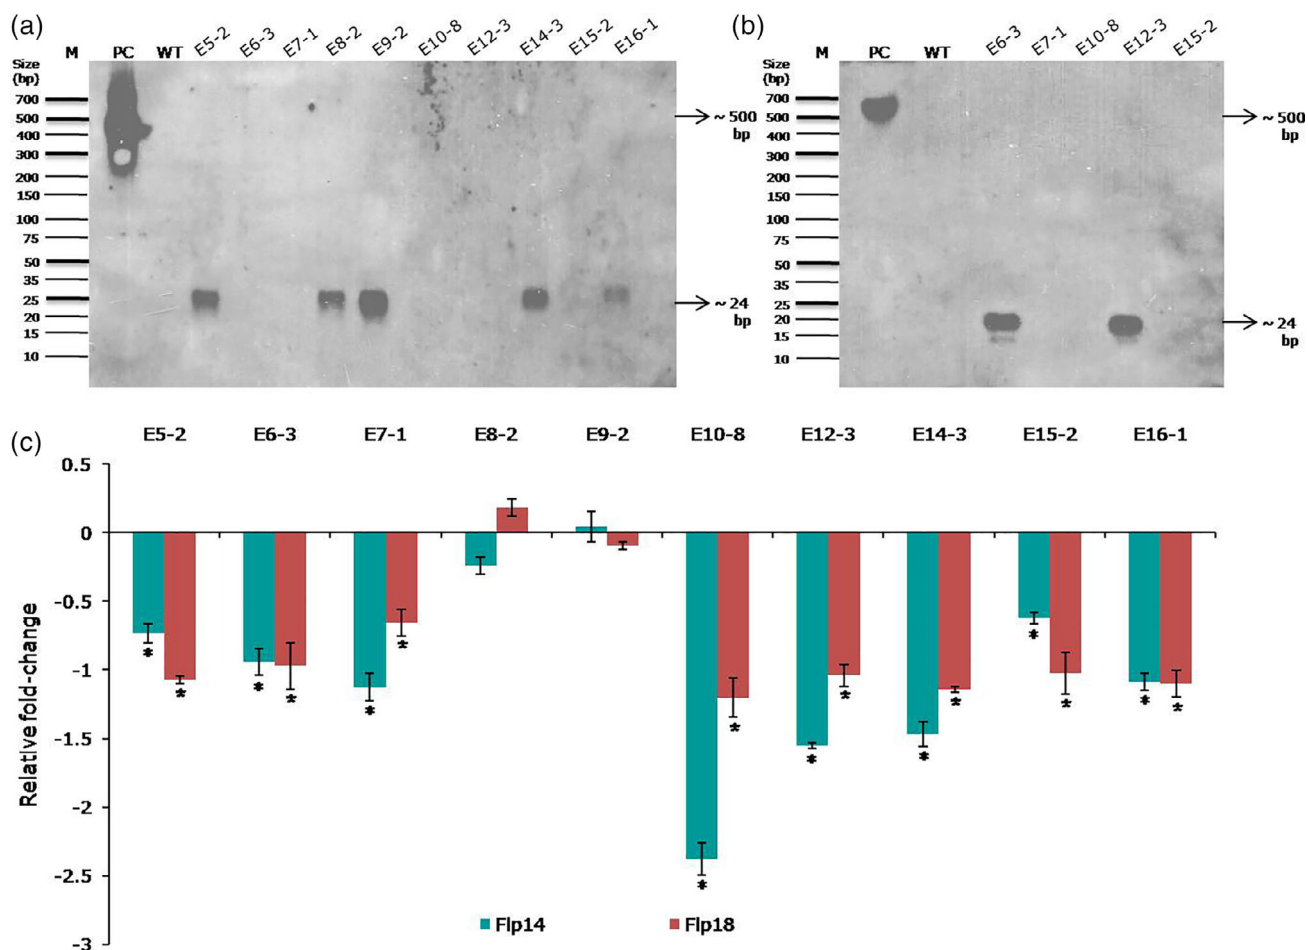 (a)
M PC WT E5-2 E6-3 E7-1 E8-2 E9-2 E10-8 E12-3 E14-3 E15-2 E16-1
Size
(bp)
700
500
400
300
200
150
100
75
50
35
25
20
15
10
~ 500
bp
~ 24
bp
(b)
M PC WT E6-3 E7-1 E10-8 E12-3 E15-2
Size
(bp)
700
500
400
300
200
150
100
75
50
35
25
20
15
10
~ 500
bp
~ 24
bp
(c)
E5-2 E6-3 E7-1 E8-2 E9-2 E10-8 E12-3 E14-3 E15-2 E16-1
Relative fold-change
0.5
0
-0.5
-1
-1.5
-2
-2.5
-3
* * * * * * * * * * * * * * * *
Flp14 Flp18